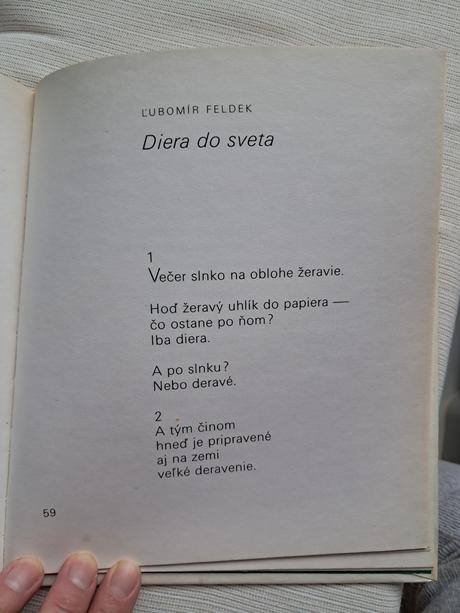 ĽUBOMÍR FELDEK
Diera do sveta
1
Večer slnko na oblohe žeravie.
Hoď žeravý uhlík do papiera —
čo ostane po ňom?
Iba diera.
A po slnku?
Nebo deravé.
2
A tým činom
hneď je pripravené
aj na zemi
veľké deravenie.
59